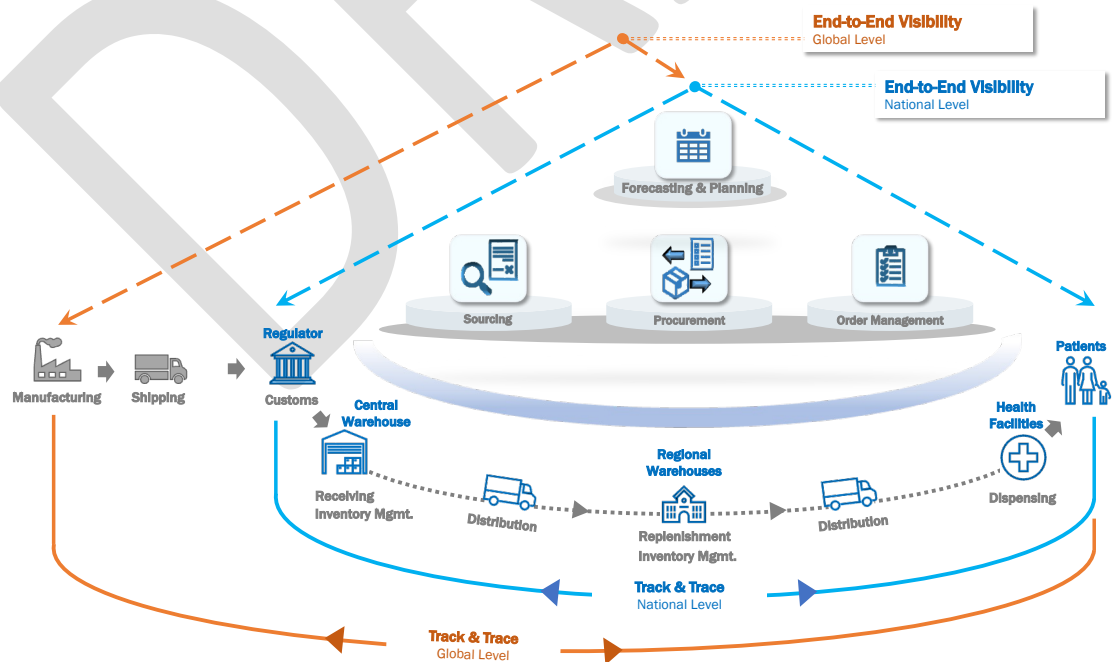 End-to-End Visibility
Global Level
End-to-End Visibility
National Level
Forecasting & Planning
Sourcing
Procurement
Order Management
Regulator
Patients
Manufacturing
Shipping
Customs
Central
Warehouse
Health
Facilities
Regional
Warehouses
Receiving
Inventory Mgmt.
Distribution
Replenishment
Inventory Mgmt.
Distribution
Dispensing
Track & Trace
National Level
Track & Trace
Global Level